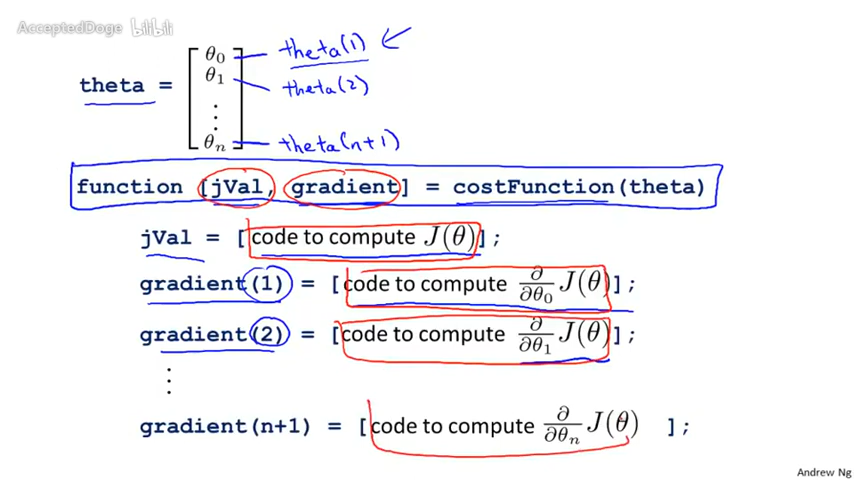 AcceptedDoge bilibili
theta = [θ₀ θ₁ ⋮ θₙ]
theta(1)
theta(2)
theta(n+1)
function [jVal, gradient] = costFunction(theta)
jVal = [code to compute J(θ)];
gradient(1) = [code to compute ∂/∂θ₀ J(θ)];
gradient(2) = [code to compute ∂/∂θ₁ J(θ)];
⋮
gradient(n+1) = [code to compute ∂/∂θₙ J(θ) ];
Andrew Ng